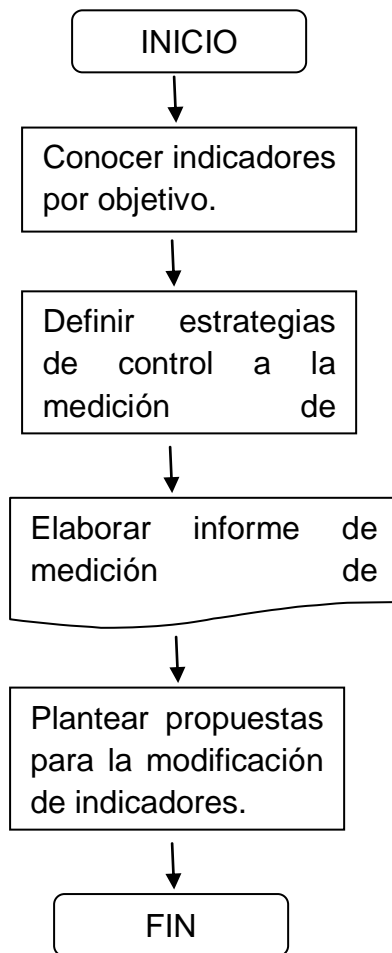 INICIO
Conocer indicadores
por objetivo.
Definir estrategias
de control a la
medición de
Elaborar informe de
medición de
Plantear propuestas
para la modificación
de indicadores.
FIN